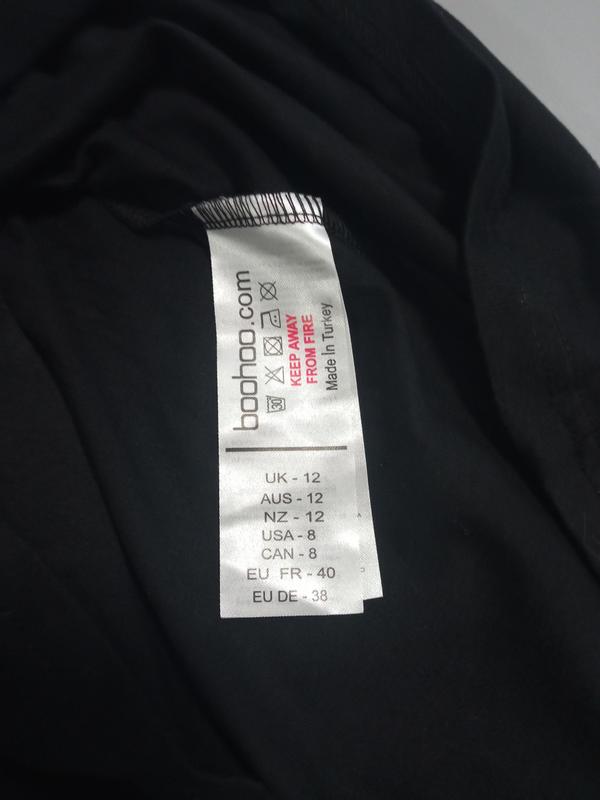 boohoo.com
30
KEEP AWAY
FROM FIRE
Made In Turkey
UK - 12
AUS - 12
NZ - 12
USA - 8
CAN - 8
EU FR - 40
EU DE - 38